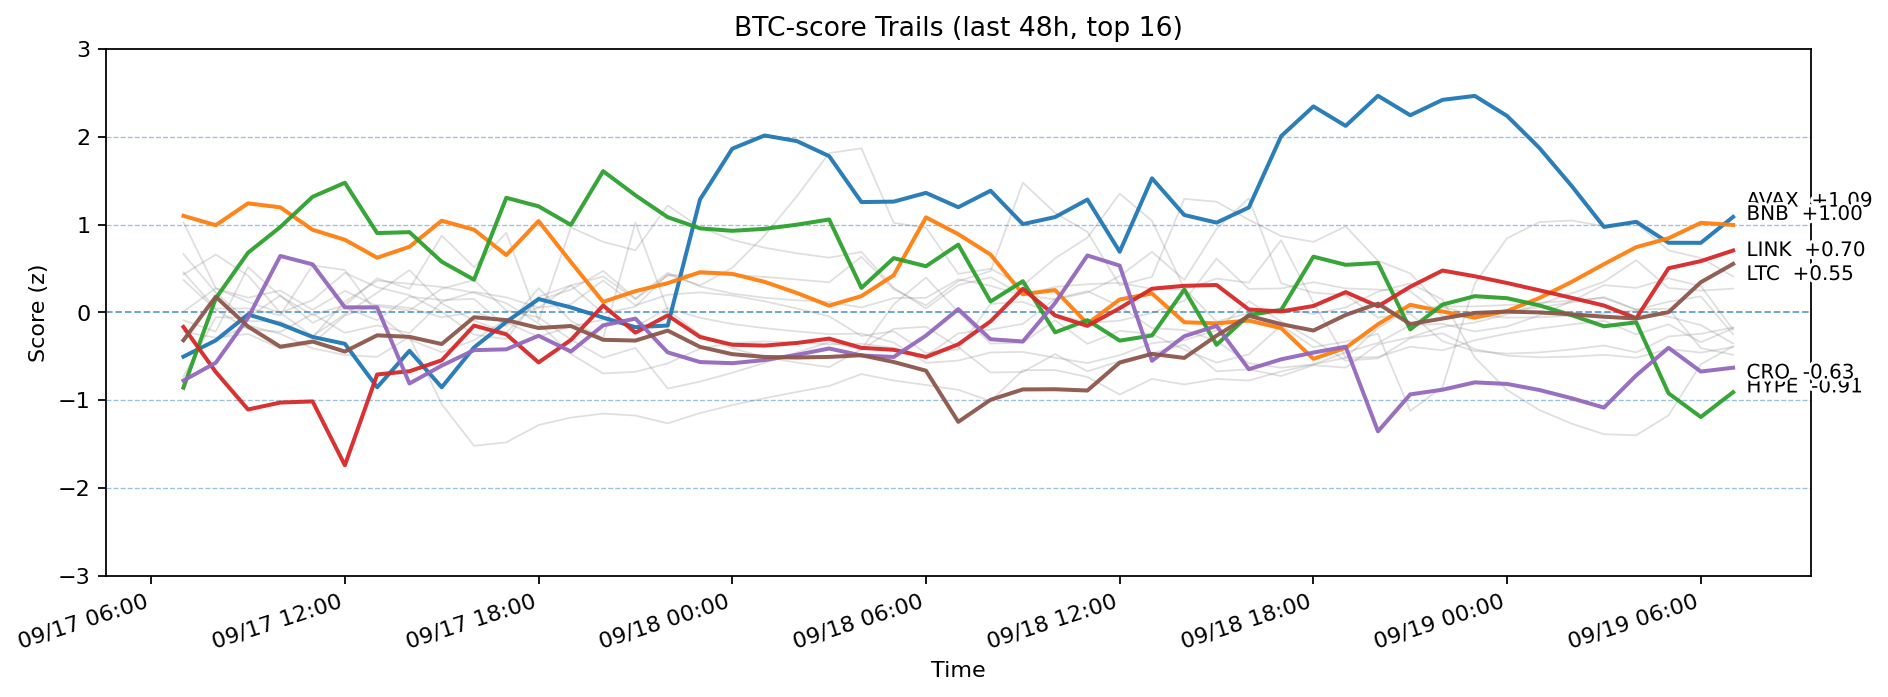 BTC-score Trails (last 48h, top 16)
Score (z)
3
2
1
0
−1
−2
−3
AVAX +1.09
BNB +1.00
LINK +0.70
LTC +0.55
CRO -0.63
HYPE -0.91
09/17 06:00
09/17 12:00
09/17 18:00
09/18 00:00
09/18 06:00
09/18 12:00
09/18 18:00
09/19 00:00
09/19 06:00
Time